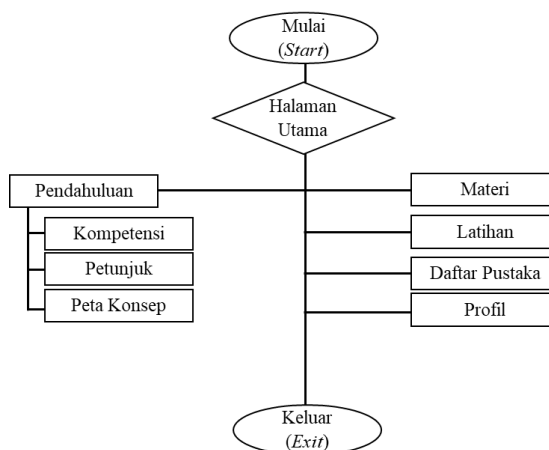 Mulai
(Start)
Halaman
Utama
Pendahuluan
Kompetensi
Petunjuk
Peta Konsep
Materi
Latihan
Daftar Pustaka
Profil
Keluar
(Exit)